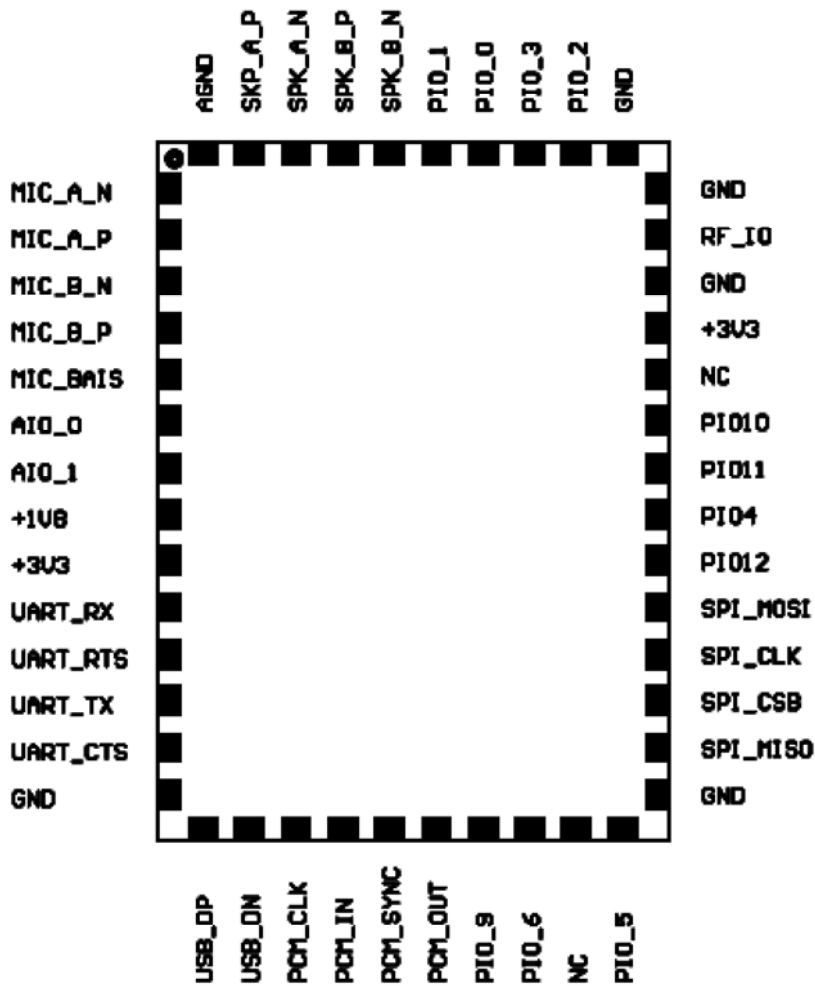 AGND
SKP_A_P
SPK_A_N
SPK_B_P
SPK_B_N
PIO_1
PIO_0
PIO_3
PIO_2
GND
MIC_A_N
MIC_A_P
MIC_B_N
MIC_B_P
MIC_BAIS
AIO_0
AIO_1
+1V8
+3V3
UART_RX
UART_RTS
UART_TX
UART_CTS
GND
GND
RF_IO
GND
+3V3
NC
PIO10
PIO11
PIO4
PIO12
SPI_MOSI
SPI_CLK
SPI_CSB
SPI_MISO
GND
USB_DP
USB_DN
PCM_CLK
PCM_IN
PCM_SYNC
PCM_OUT
PIO_9
PIO_6
NC
PIO_5